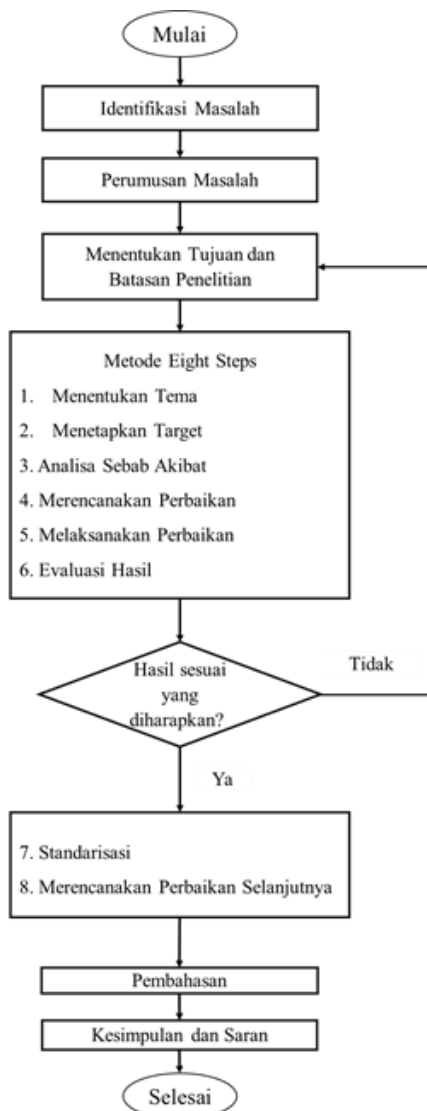 Mulai
Identifikasi Masalah
Perumusan Masalah
Menentukan Tujuan dan
Batasan Penelitian
Metode Eight Steps
1. Menentukan Tema
2. Menetapkan Target
3. Analisa Sebab Akibat
4. Merencanakan Perbaikan
5. Melaksanakan Perbaikan
6. Evaluasi Hasil
Hasil sesuai
yang
diharapkan?
Tidak
Ya
7. Standarisasi
8. Merencanakan Perbaikan Selanjutnya
Pembahasan
Kesimpulan dan Saran
Selesai